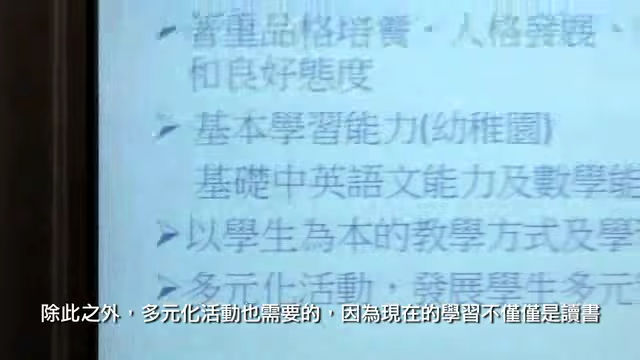 著重品格培養、人格發展、
和良好態度
基本學習能力(幼稚園)
基礎中英語文能力及數學能
以學生為本的教學方式及學
多元化活動，發展學生多元
除此之外，多元化活動也需要的，因為現在的學習不僅僅是讀書